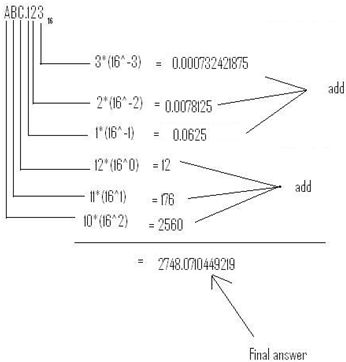 ABC.123 16
3*(16^-3) = 0.000732421875
add
2*(16^-2) = 0.0078125
1*(16^-1) = 0.0625
12*(16^0) = 12
add
11*(16^1) = 176
10*(16^2) = 2560
= 2748.0710449219
Final answer